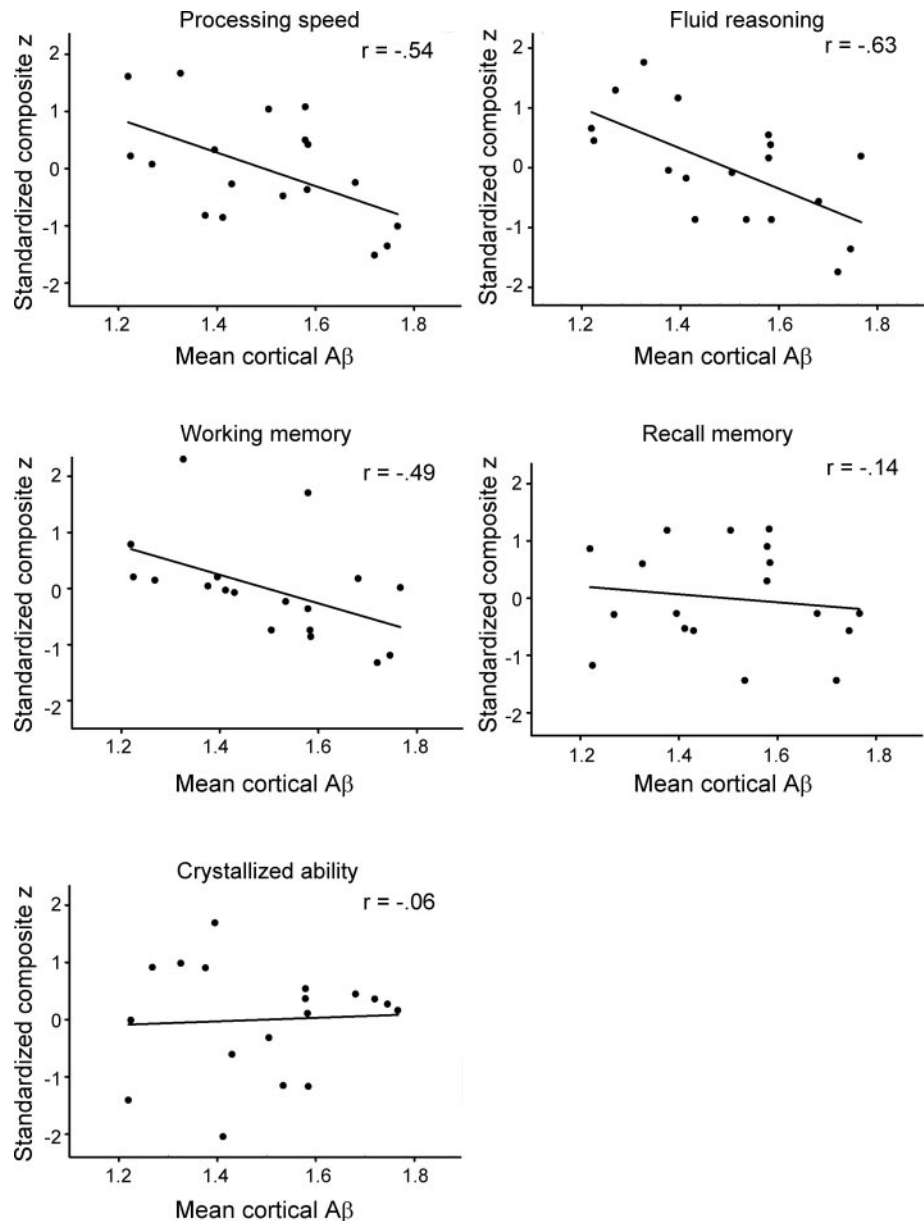 Processing speed
r = -.54
Standardized composite z
2
1
0
-1
-2
1.2
1.4
1.6
1.8
Mean cortical Aβ
Fluid reasoning
r = -.63
Standardized composite z
2
1
0
-1
-2
1.2
1.4
1.6
1.8
Mean cortical Aβ
Working memory
r = -.49
Standardized composite z
2
1
0
-1
-2
1.2
1.4
1.6
1.8
Mean cortical Aβ
Recall memory
r = -.14
Standardized composite z
2
1
0
-1
-2
1.2
1.4
1.6
1.8
Mean cortical Aβ
Crystallized ability
r = -.06
Standardized composite z
2
1
0
-1
-2
1.2
1.4
1.6
1.8
Mean cortical Aβ